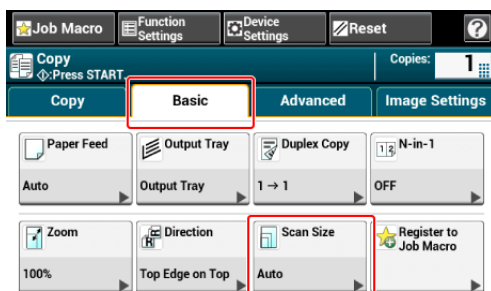 Job Macro Function Settings Device Settings Reset ?
Copy Copies: 1
:Press START.
Copy Basic Advanced Image Settings
Paper Feed Output Tray Duplex Copy N-in-1
Auto Output Tray 1 → 1 OFF
Zoom Direction Scan Size Register to Job Macro
100% Top Edge on Top Auto